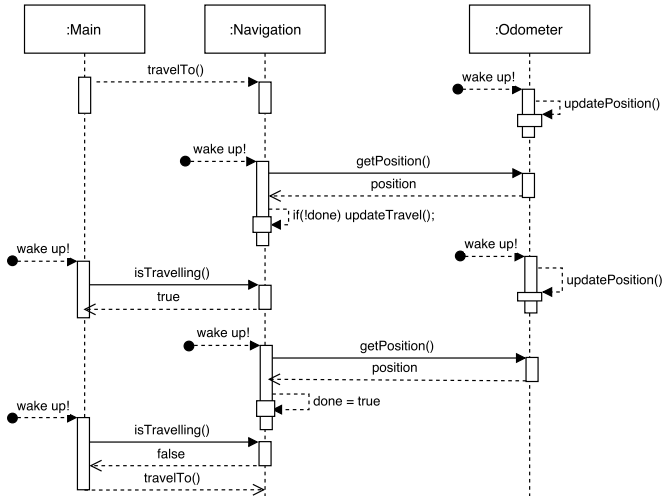 :Main
:Navigation
:Odometer
travelTo()
wake up!
updatePosition()
wake up!
getPosition()
position
if(!done) updateTravel();
wake up!
wake up!
isTravelling()
updatePosition()
true
wake up!
getPosition()
position
done = true
wake up!
isTravelling()
false
travelTo()